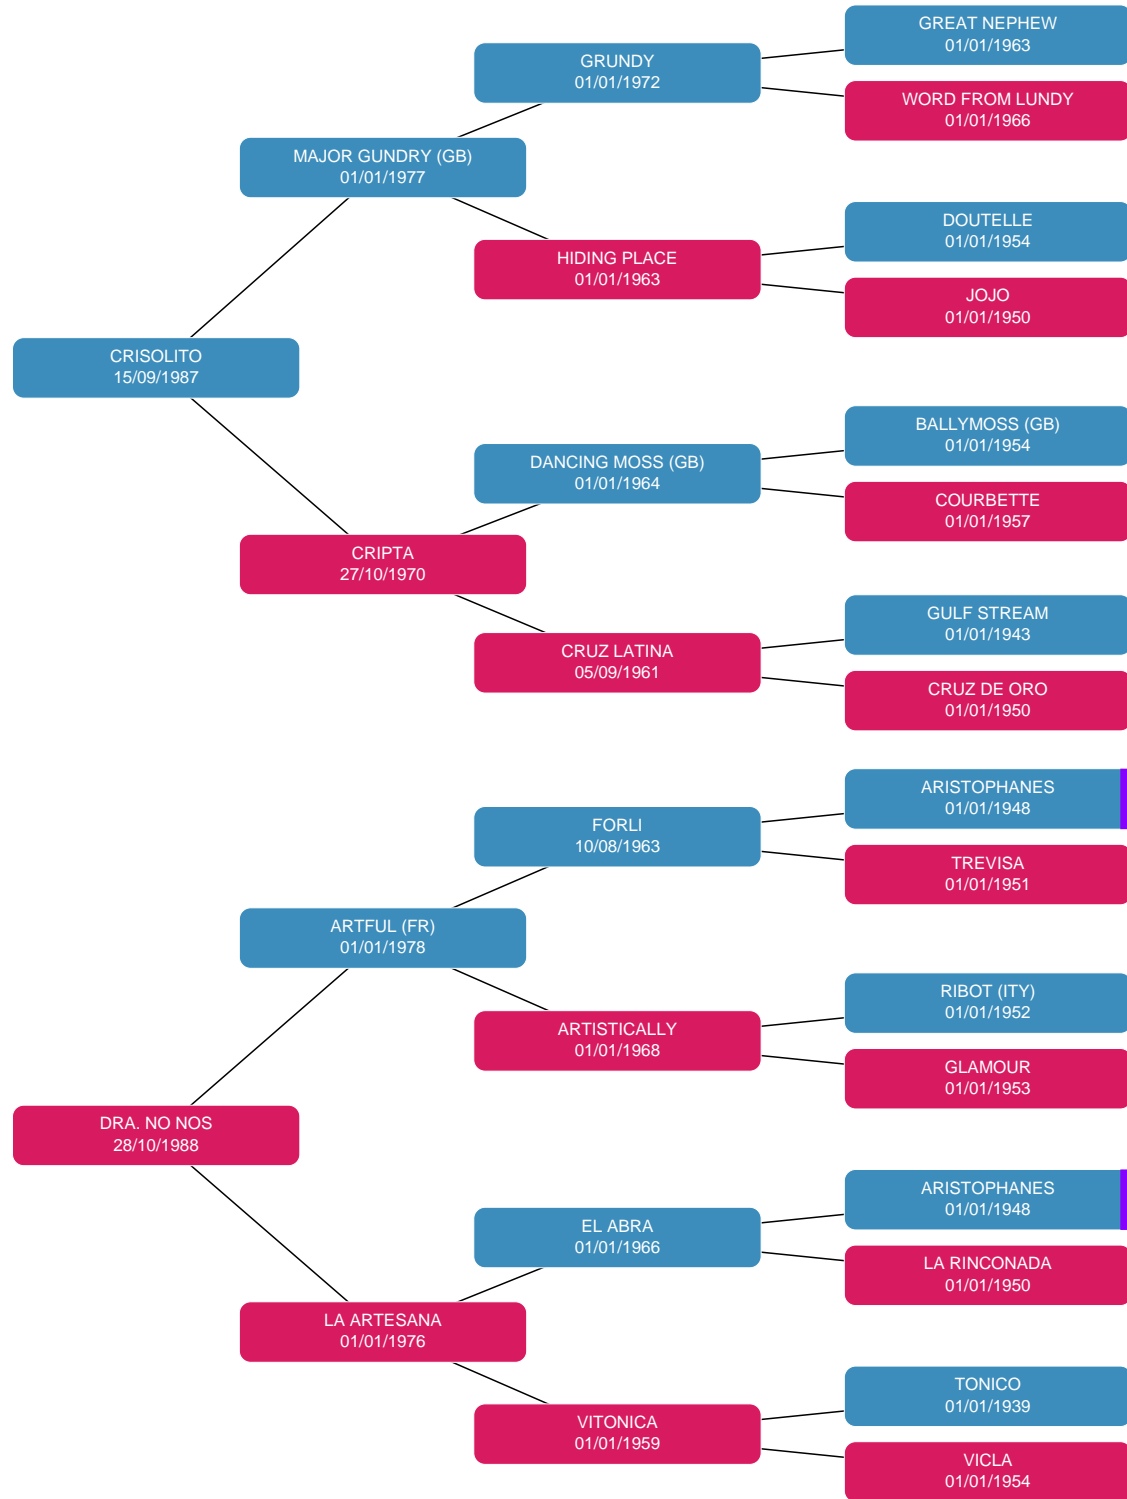 GREAT NEPHEW
01/01/1963
GRUNDY
01/01/1972
WORD FROM LUNDY
01/01/1966
MAJOR GUNDRY (GB)
01/01/1977
DOUTELLE
01/01/1954
HIDING PLACE
01/01/1963
JOJO
01/01/1950
CRISOLITO
15/09/1987
BALLYMOSS (GB)
01/01/1954
DANCING MOSS (GB)
01/01/1964
COURBETTE
01/01/1957
CRIPTA
27/10/1970
GULF STREAM
01/01/1943
CRUZ LATINA
05/09/1961
CRUZ DE ORO
01/01/1950
ARISTOPHANES
01/01/1948
FORLI
10/08/1963
TREVISA
01/01/1951
ARTFUL (FR)
01/01/1978
RIBOT (ITY)
01/01/1952
ARTISTICALLY
01/01/1968
GLAMOUR
01/01/1953
DRA. NO NOS
28/10/1988
ARISTOPHANES
01/01/1948
EL ABRA
01/01/1966
LA RINCONADA
01/01/1950
LA ARTESANA
01/01/1976
TONICO
01/01/1939
VITONICA
01/01/1959
VICLA
01/01/1954